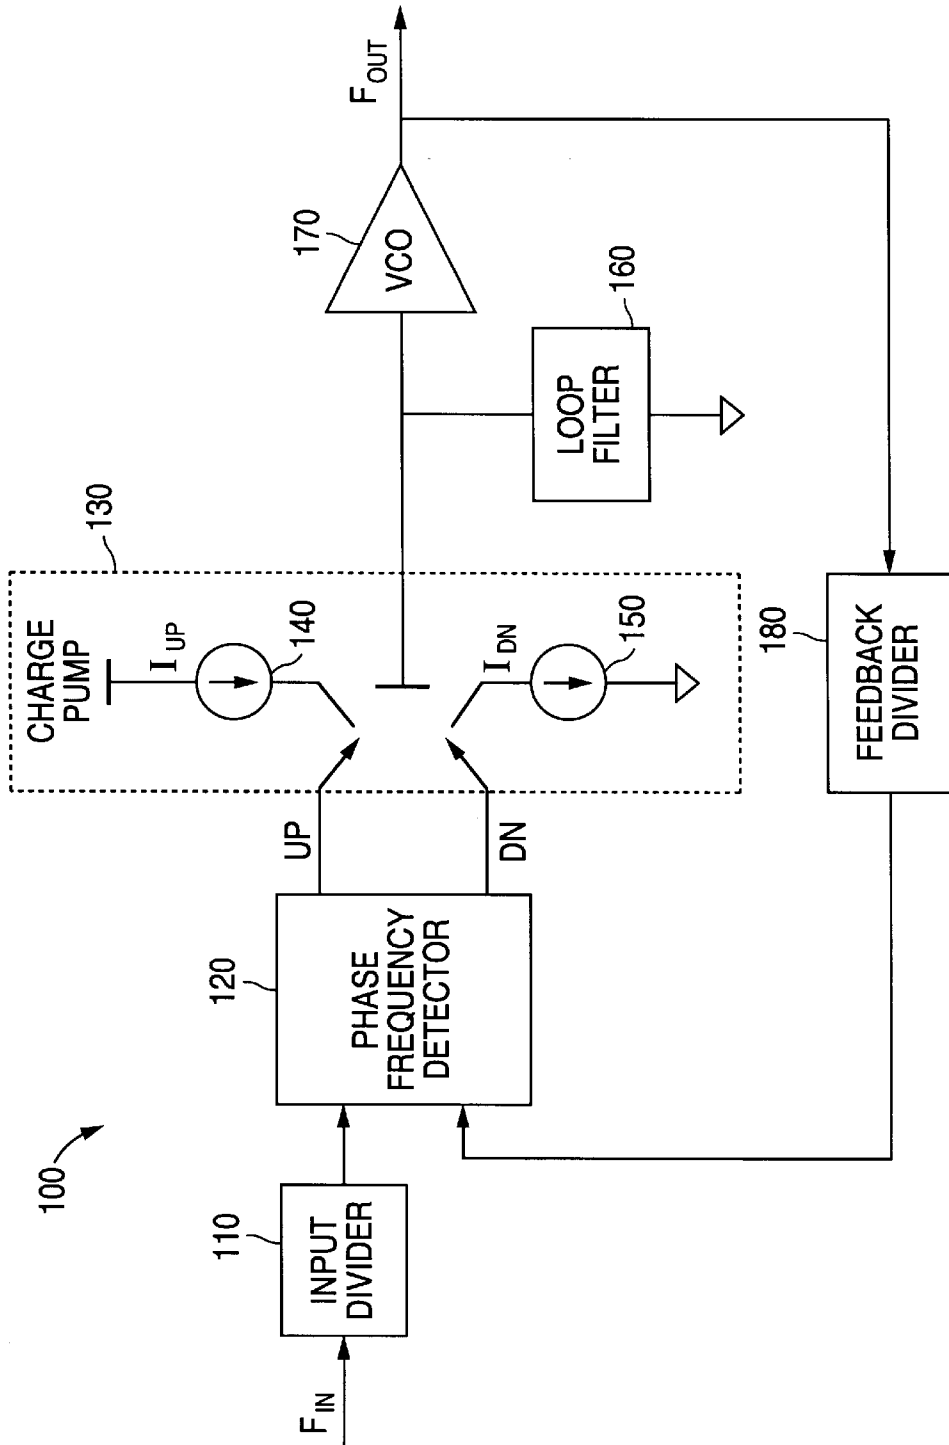 100
F_IN
110
INPUT
DIVIDER
120
PHASE
FREQUENCY
DETECTOR
UP
DN
130
CHARGE
PUMP
I_UP
140
I_DN
150
160
LOOP
FILTER
170
VCO
F_OUT
180
FEEDBACK
DIVIDER